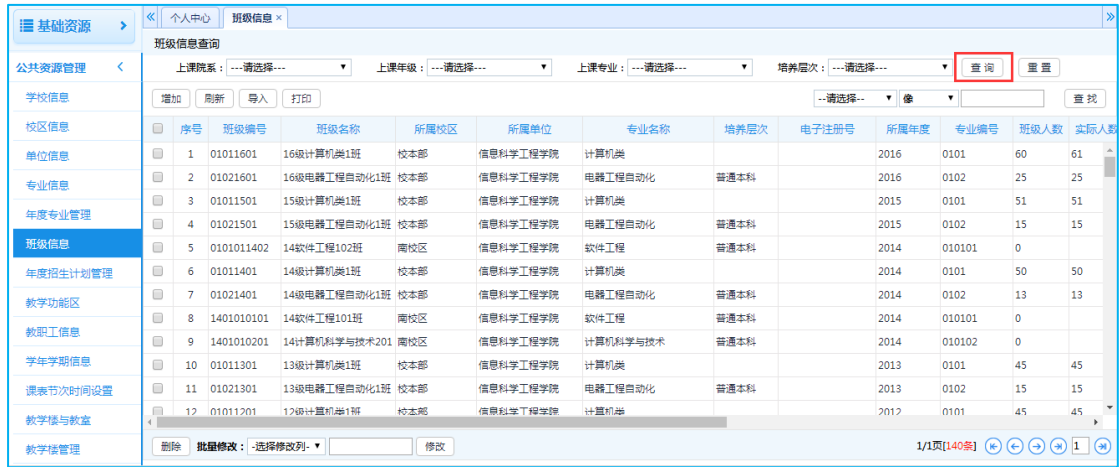 基础资源
公共资源管理
学校信息
校区信息
单位信息
专业信息
年度专业管理
班级信息
年度招生计划管理
教学功能区
教职工信息
学年学期信息
课表节次时间设置
教学楼与教室
教学楼管理
个人中心 班级信息 ×
班级信息查询
上课院系：---请选择--- 上课年级：---请选择--- 上课专业：---请选择--- 培养层次：---请选择--- 查询 重置
增加 刷新 导入 打印 --请选择-- 像 查找
序号 班级编号 班级名称 所属校区 所属单位 专业名称 培养层次 电子注册号 所属年度 专业编号 班级人数 实际人数
1 01011601 16级计算机类1班 校本部 信息科学工程学院 计算机类 2016 0101 60 61
2 01021601 16级电器工程自动化1班 校本部 信息科学工程学院 电器工程自动化 普通本科 2016 0102 25 25
3 01011501 15级计算机类1班 校本部 信息科学工程学院 计算机类 2015 0101 51 51
4 01021501 15级电器工程自动化1班 校本部 信息科学工程学院 电器工程自动化 普通本科 2015 0102 15 15
5 0101011402 14软件工程102班 南校区 信息科学工程学院 软件工程 普通本科 2014 010101 0
6 01011401 14级计算机类1班 校本部 信息科学工程学院 计算机类 2014 0101 50 50
7 01021401 14级电器工程自动化1班 校本部 信息科学工程学院 电器工程自动化 普通本科 2014 0102 13 13
8 1401010101 14软件工程101班 南校区 信息科学工程学院 软件工程 普通本科 2014 010101 0
9 1401010201 14计算机科学与技术201 南校区 信息科学工程学院 计算机科学与技术 普通本科 2014 010102 0
10 01011301 13级计算机类1班 校本部 信息科学工程学院 计算机类 2013 0101 45 45
11 01021301 13级电器工程自动化1班 校本部 信息科学工程学院 电器工程自动化 普通本科 2013 0102 15 15
12 01011201 12级计算机类1班 校本部 信息科学工程学院 计算机类 2012 0101 45 45
删除 批量修改：-选择修改列- 修改 1/1页[140条] 1